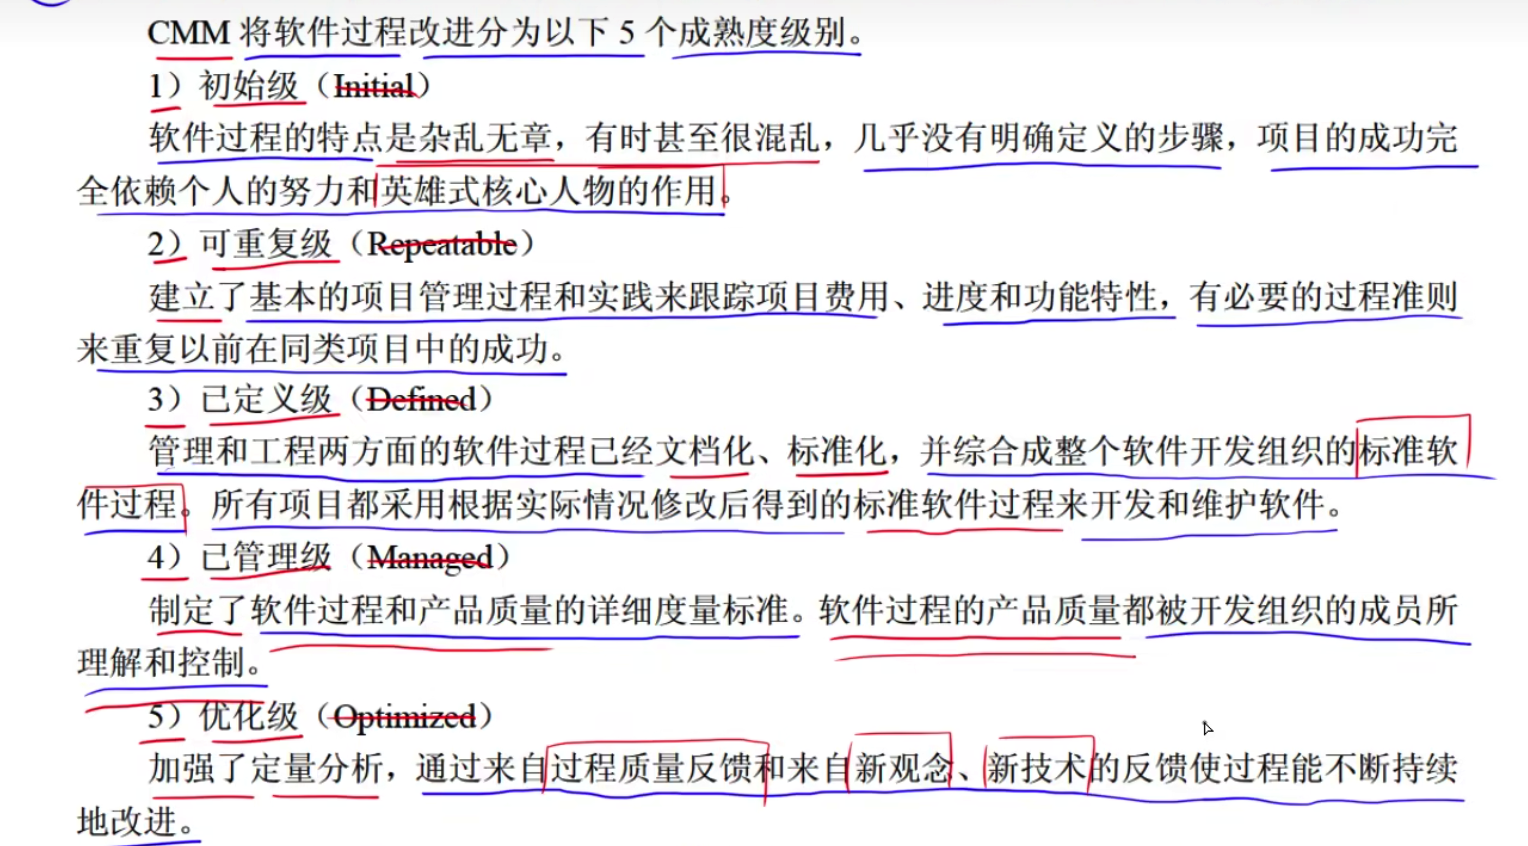 CMM 将软件过程改进分为以下 5 个成熟度级别。
1）初始级（Initial）
软件过程的特点是杂乱无章，有时甚至很混乱，几乎没有明确定义的步骤，项目的成功完
全依赖个人的努力和英雄式核心人物的作用。
2）可重复级（Repeatable）
建立了基本的项目管理过程和实践来跟踪项目费用、进度和功能特性，有必要的过程准则
来重复以前在同类项目中的成功。
3）已定义级（Defined）
管理和工程两方面的软件过程已经文档化、标准化，并综合成整个软件开发组织的标准软
件过程。所有项目都采用根据实际情况修改后得到的标准软件过程来开发和维护软件。
4）已管理级（Managed）
制定了软件过程和产品质量的详细度量标准。软件过程的产品质量都被开发组织的成员所
理解和控制。
5）优化级（Optimized）
加强了定量分析，通过来自过程质量反馈和来自新观念、新技术的反馈使过程能不断持续
地改进。